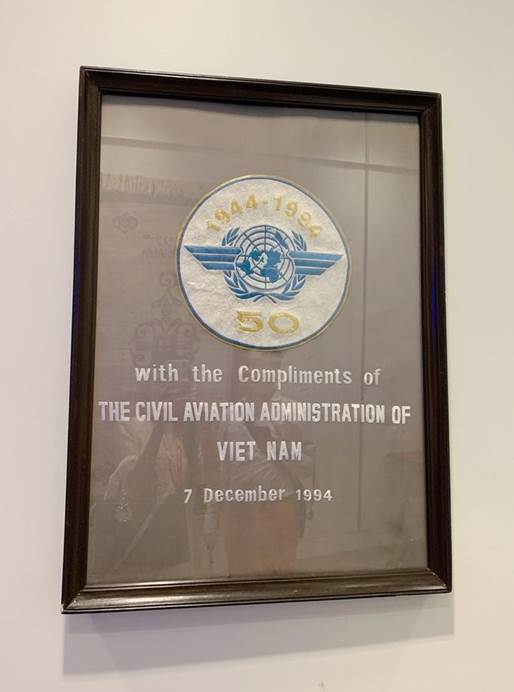 1944-1994
50
with the Compliments of
THE CIVIL AVIATION ADMINISTRATION OF
VIET NAM
7 December 1994